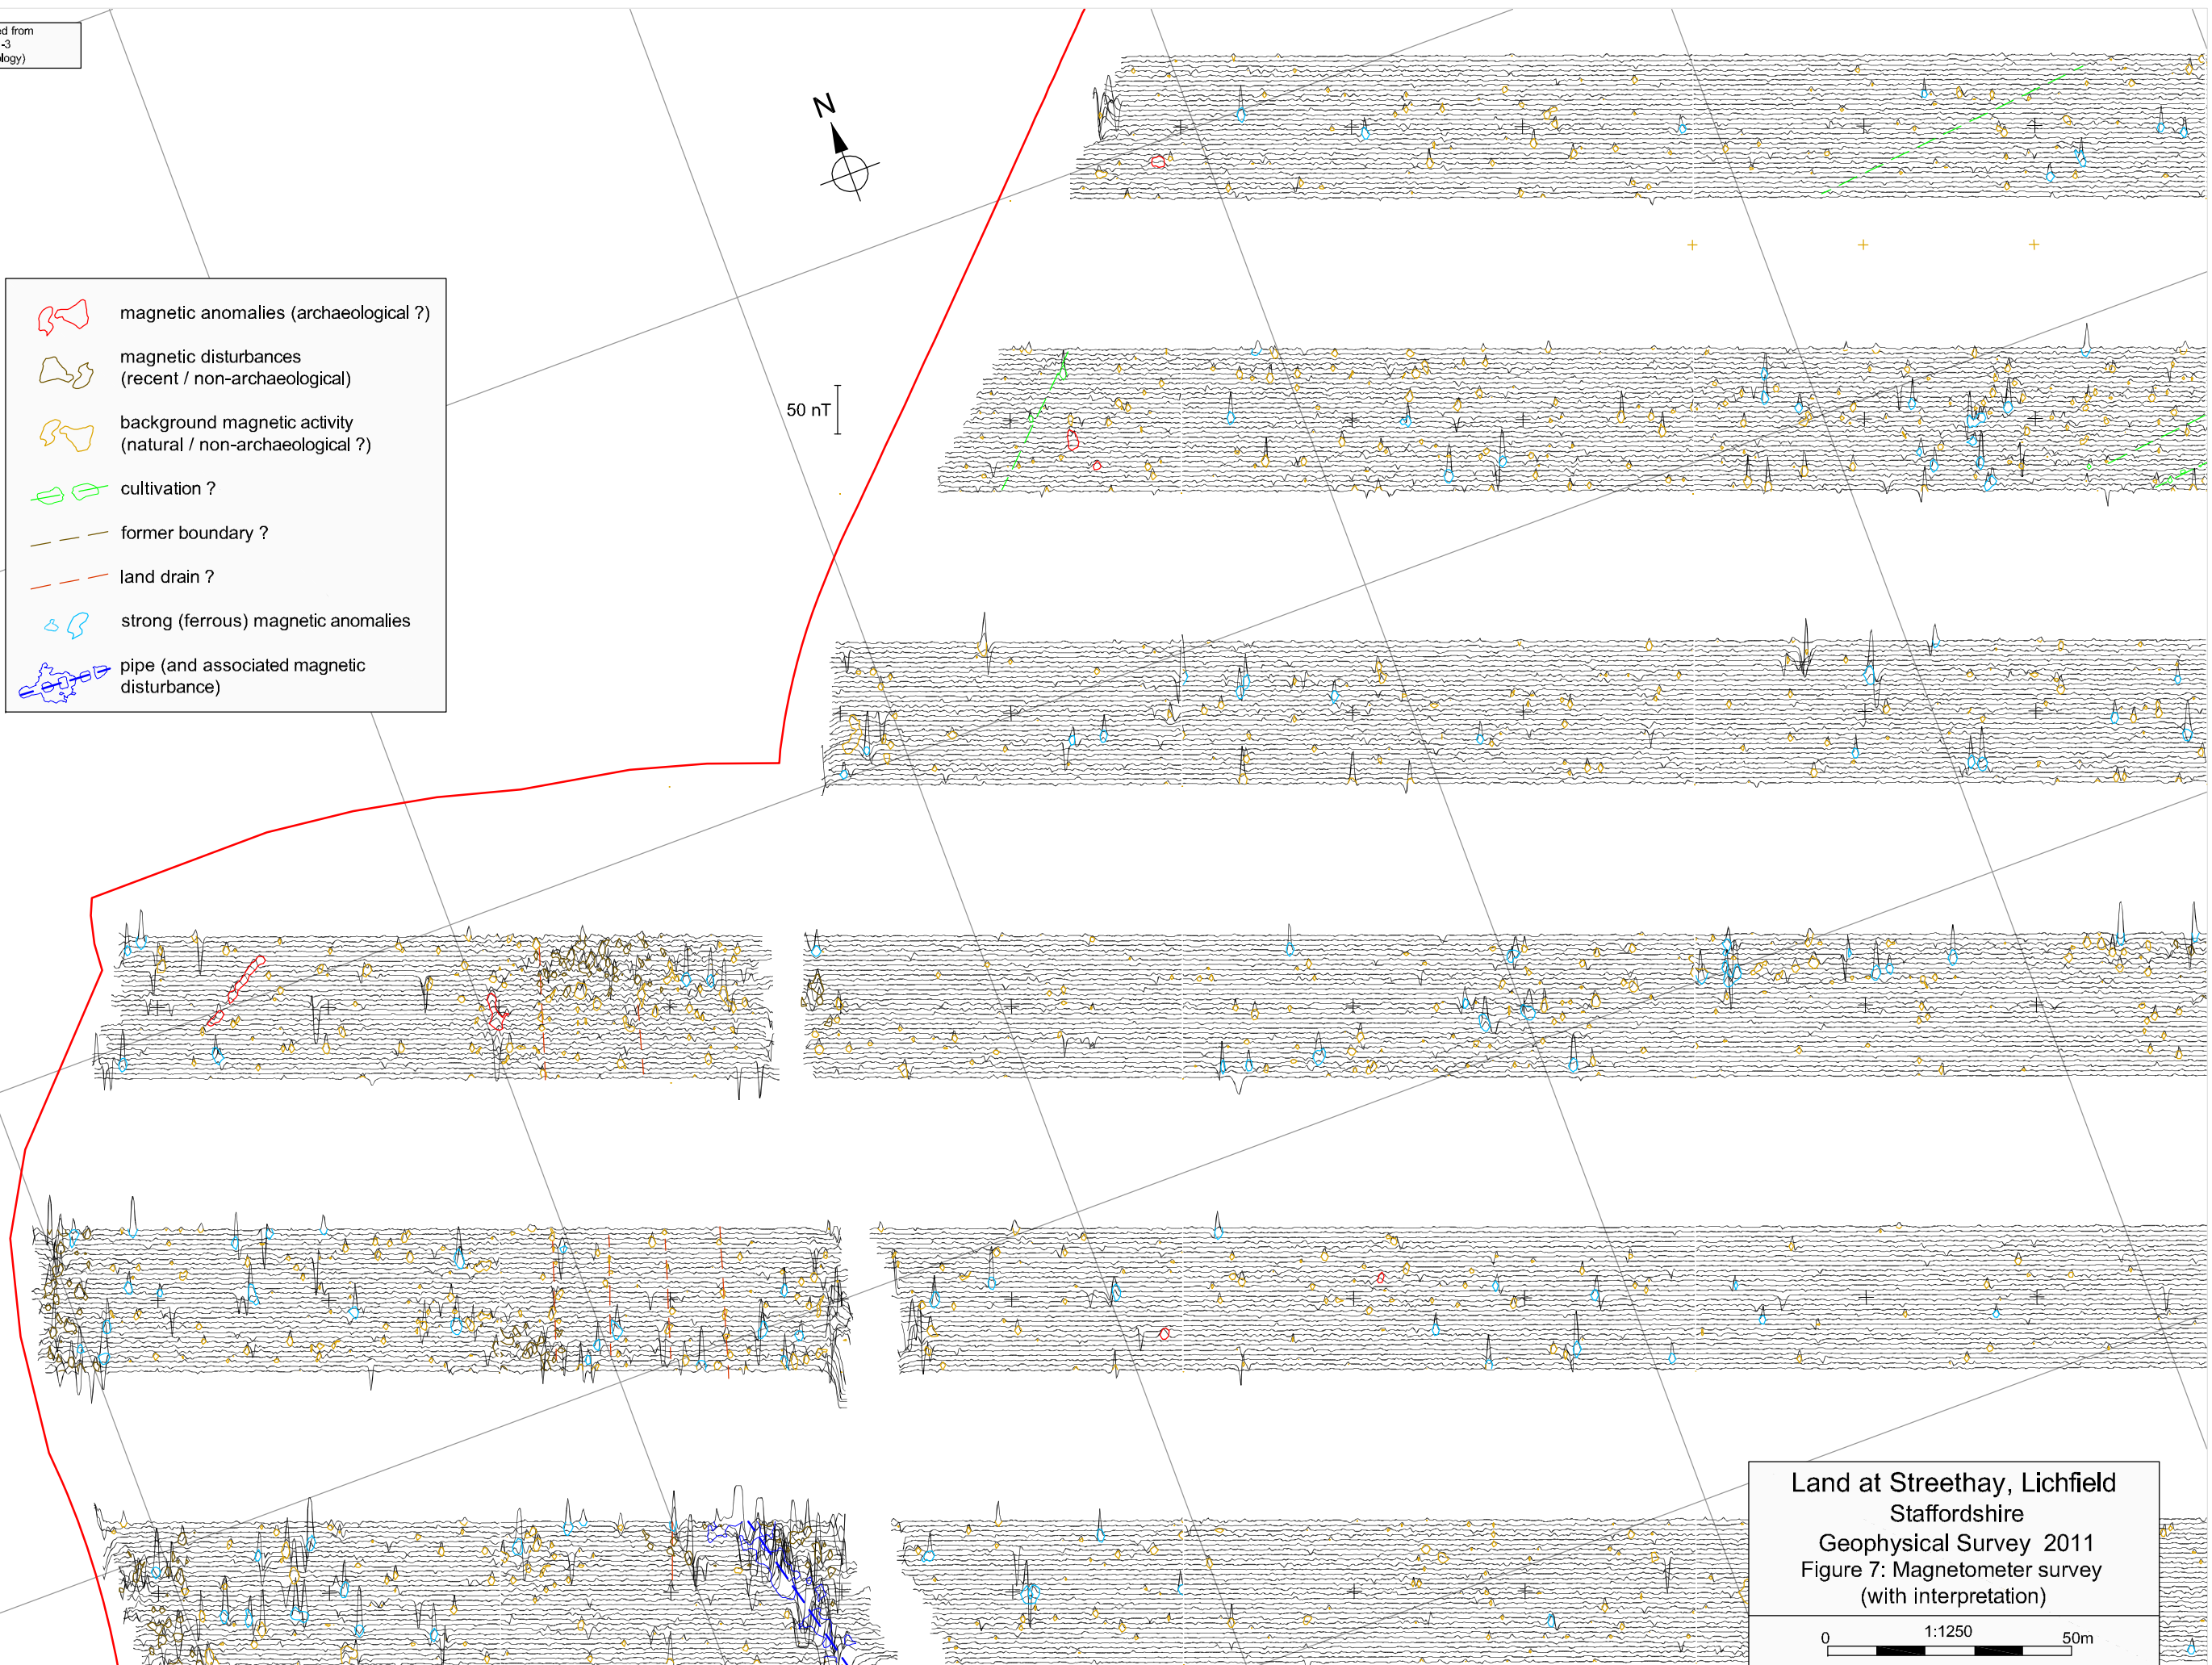 ed from
-3
ology)
N
magnetic anomalies (archaeological ?)
magnetic disturbances
(recent / non-archaeological)
background magnetic activity
(natural / non-archaeological ?)
cultivation ?
former boundary ?
land drain ?
strong (ferrous) magnetic anomalies
pipe (and associated magnetic
disturbance)
50 nT
Land at Streethay, Lichfield
Staffordshire
Geophysical Survey 2011
Figure 7: Magnetometer survey
(with interpretation)
1:1250
0 50m